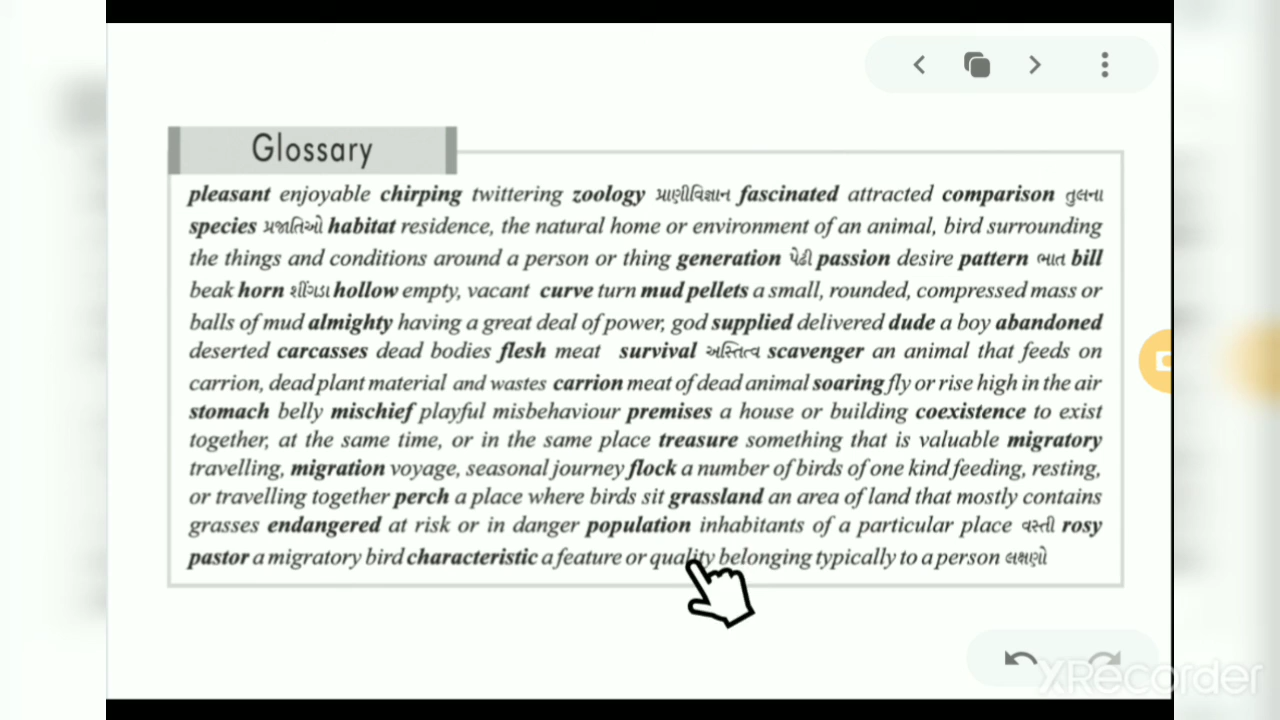 Glossary
pleasant enjoyable chirping twittering zoology પ્રાણીવિજ્ઞાન fascinated attracted comparison તુલના
species પ્રજાતિઓ habitat residence, the natural home or environment of an animal, bird surrounding
the things and conditions around a person or thing generation પેઢી passion desire pattern ભાત bill
beak horn શીંગડા hollow empty, vacant curve turn mud pellets a small, rounded, compressed mass or
balls of mud almighty having a great deal of power, god supplied delivered dude a boy abandoned
deserted carcasses dead bodies flesh meat survival અસ્તિત્વ scavenger an animal that feeds on
carrion, dead plant material and wastes carrion meat of dead animal soaring fly or rise high in the air
stomach belly mischief playful misbehaviour premises a house or building coexistence to exist
together, at the same time, or in the same place treasure something that is valuable migratory
travelling, migration voyage, seasonal journey flock a number of birds of one kind feeding, resting,
or travelling together perch a place where birds sit grassland an area of land that mostly contains
grasses endangered at risk or in danger population inhabitants of a particular place વસ્તી rosy
pastor a migratory bird characteristic a feature or quality belonging typically to a person લક્ષણો
XRecorder